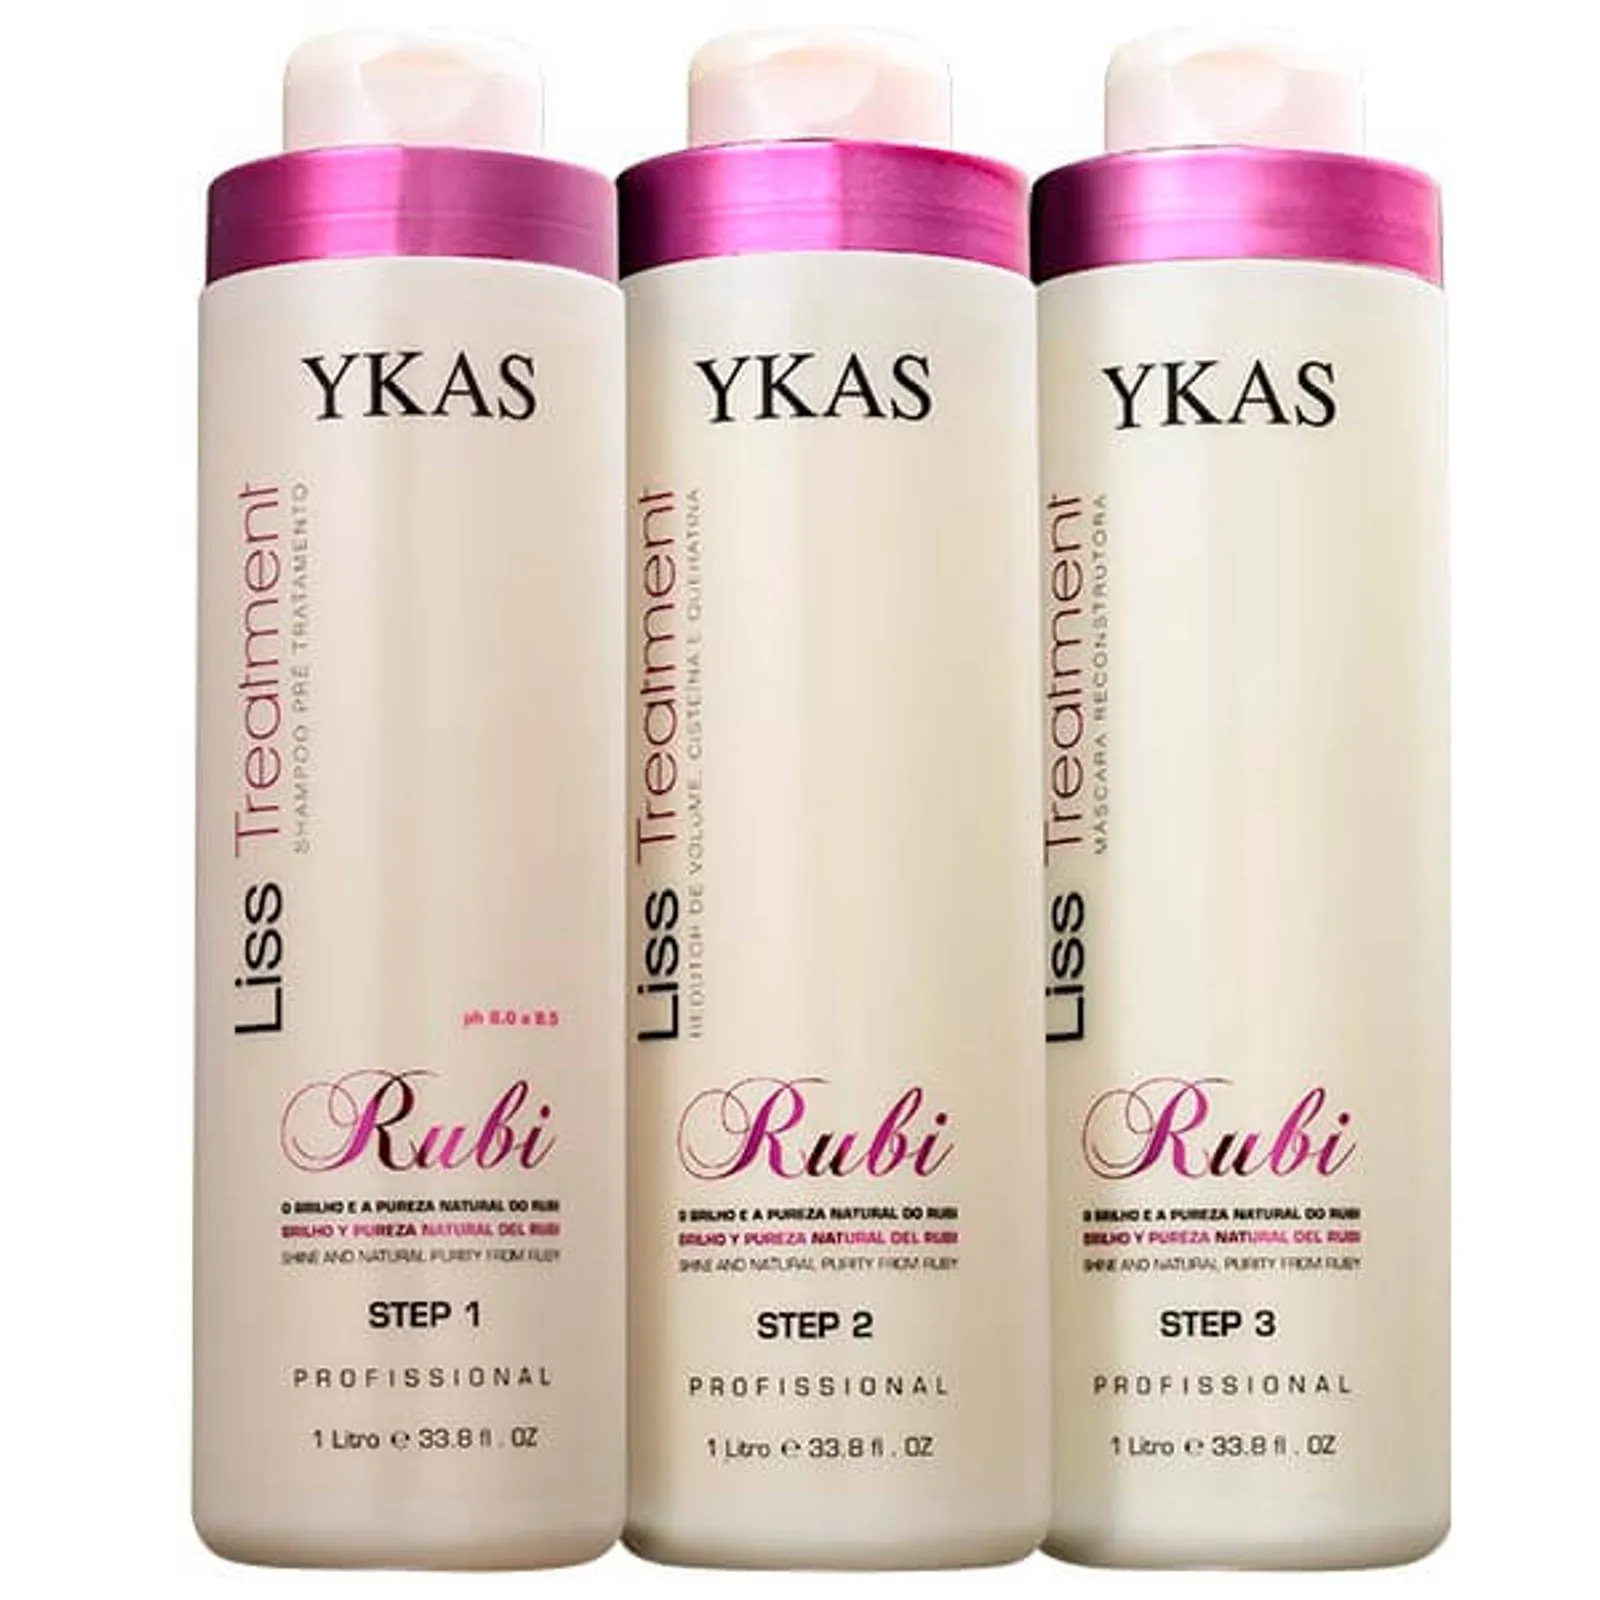 YKAS
Liss Treatment
SHAMPOO PRÉ TRATAMENTO
ph 8.0 a 8.5
Rubi
O BRILHO E A PUREZA NATURAL DO RUBI
BRILHO Y PUREZA NATURAL DEL RUBI
SHINE AND NATURAL PURITY FROM RUBY
STEP 1
PROFISSIONAL
1 Litro e 33.8 fl . OZ
YKAS
Liss Treatment
REDUTOR DE VOLUME, CISTEÍNA E QUERATINA
Rubi
O BRILHO E A PUREZA NATURAL DO RUBI
BRILHO Y PUREZA NATURAL DEL RUBI
SHINE AND NATURAL PURITY FROM RUBY
STEP 2
PROFISSIONAL
1 Litro e 33.8 fl . OZ
YKAS
Liss Treatment
MÁSCARA RECONSTRUTORA
Rubi
O BRILHO E A PUREZA NATURAL DO RUBI
BRILHO Y PUREZA NATURAL DEL RUBI
SHINE AND NATURAL PURITY FROM RUBY
STEP 3
PROFISSIONAL
1 Litro e 33.8 fl . OZ